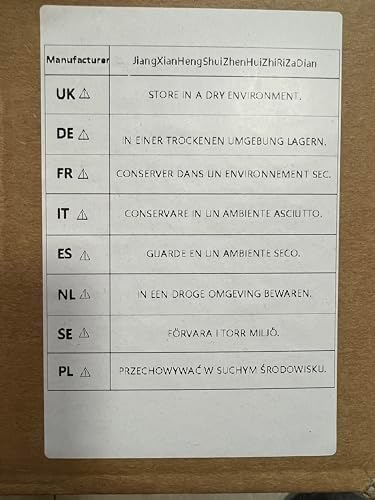 Manufacturer JiangXianHengShuiZhenHuiZhiRiZaDian
UK ⚠ STORE IN A DRY ENVIRONMENT.
DE ⚠ IN EINER TROCKENEN UMGEBUNG LAGERN.
FR ⚠ CONSERVER DANS UN ENVIRONNEMENT SEC.
IT ⚠ CONSERVARE IN UN AMBIENTE ASCIUTTO.
ES ⚠ GUARDE EN UN AMBIENTE SECO.
NL ⚠ IN EEN DROGE OMGEVING BEWAREN.
SE ⚠ FÖRVARA I TORR MILJÖ.
PL ⚠ PRZECHOWYWAĆ W SUCHYM ŚRODOWISKU.